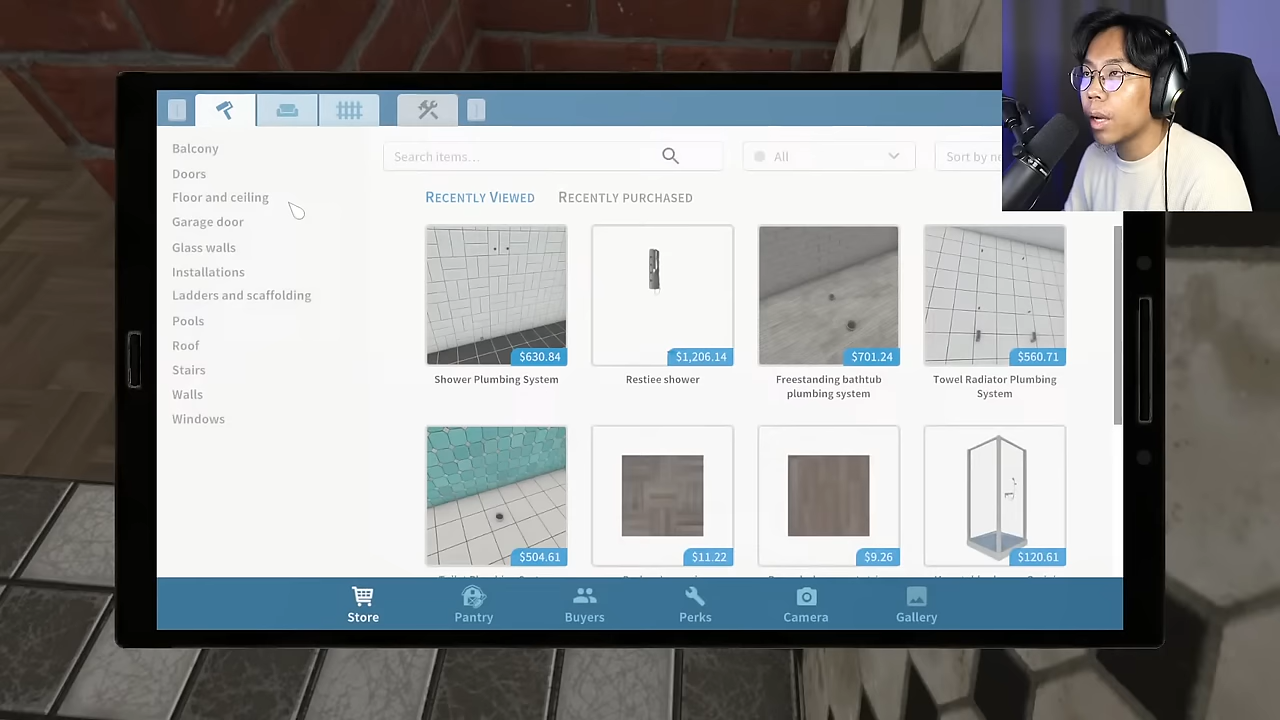 Balcony
Doors
Floor and ceiling
Garage door
Glass walls
Installations
Ladders and scaffolding
Pools
Roof
Stairs
Walls
Windows
Search items...
All
Sort by
RECENTLY VIEWED
RECENTLY PURCHASED
$630.84
$1,206.14
$701.24
$560.71
Shower Plumbing System
Restiee shower
Freestanding bathtub
plumbing system
Towel Radiator Plumbing
System
$504.61
$11.22
$9.26
$120.61
Store
Pantry
Buyers
Perks
Camera
Gallery